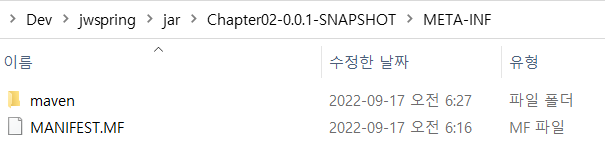 Dev > jwspring > jar > Chapter02-0.0.1-SNAPSHOT > META-INF
이름 수정한 날짜 유형
maven 2022-09-17 오전 6:27 파일 폴더
MANIFEST.MF 2022-09-17 오전 6:16 MF 파일